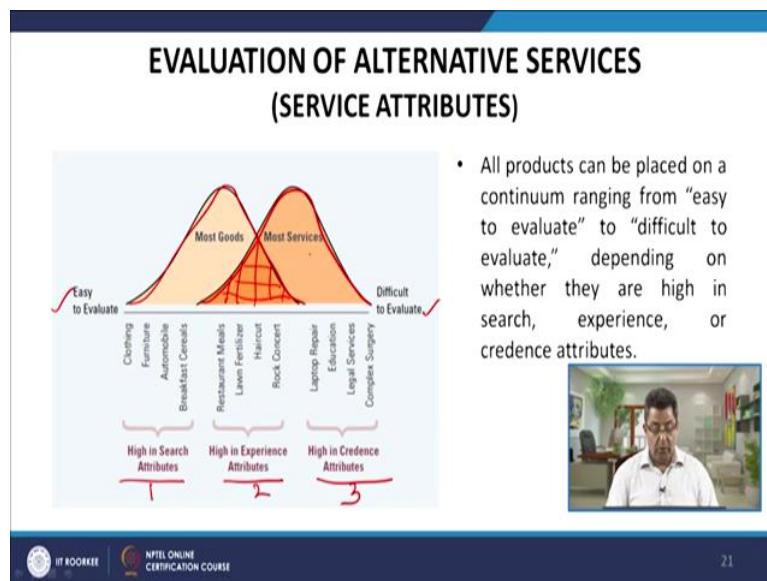 EVALUATION OF ALTERNATIVE SERVICES
(SERVICE ATTRIBUTES)
Most Goods
Most Services
Easy
to Evaluate
Difficult
to Evaluate
Clothing
Furniture
Automobile
Breakfast Cereals
Restaurant Meals
Lawn Fertilizer
Haircut
Rock Concert
Laptop Repair
Education
Legal Services
Complex Surgery
High in Search
Attributes
1
High in Experience
Attributes
2
High in Credence
Attributes
3
• All products can be placed on a
continuum ranging from “easy
to evaluate” to “difficult to
evaluate,” depending on
whether they are high in
search, experience, or
credence attributes.
IIT ROORKEE
NPTEL ONLINE
CERTIFICATION COURSE
21